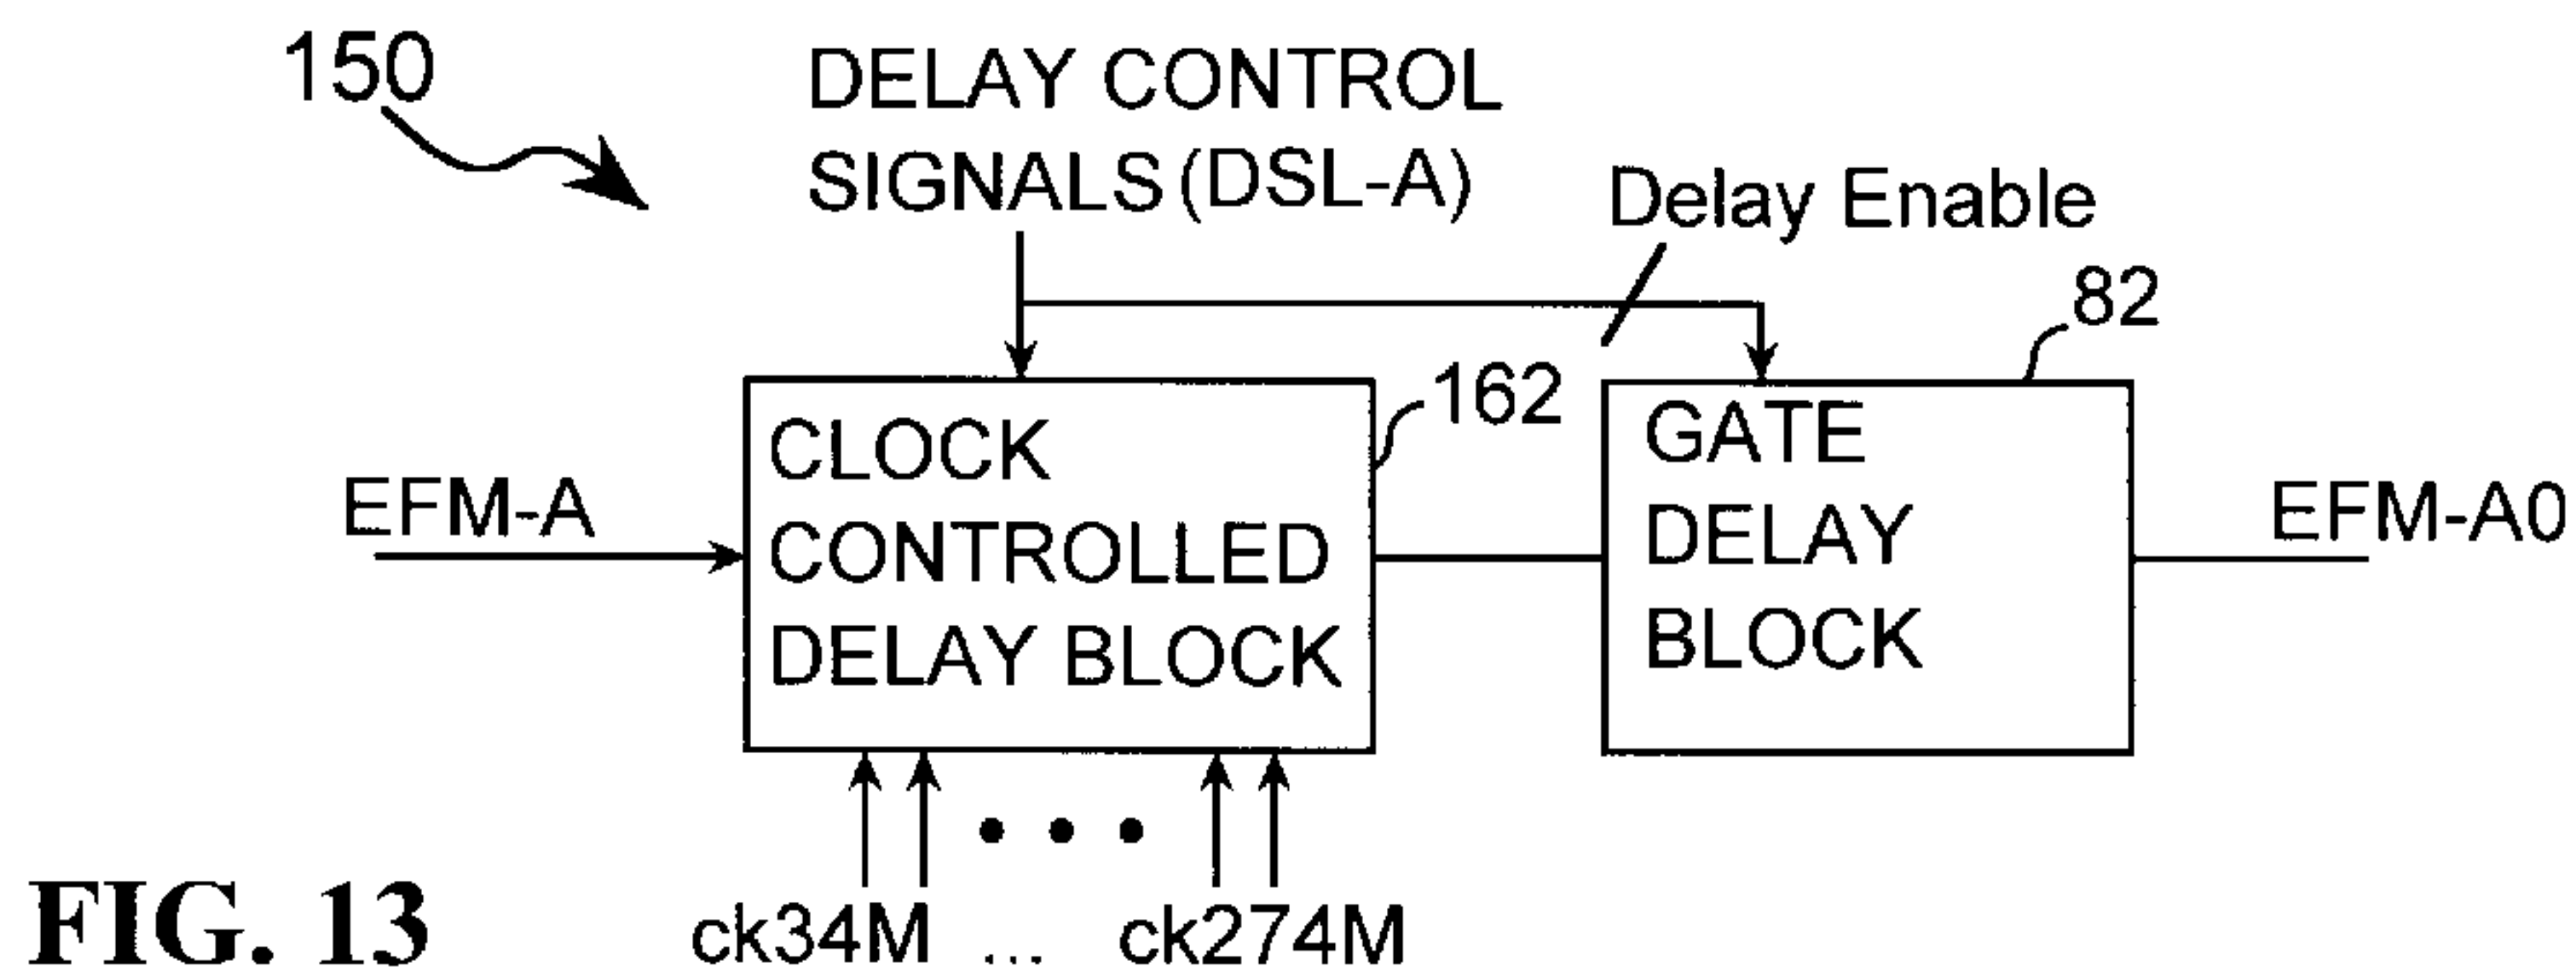 150
DELAY CONTROL
SIGNALS (DSL-A)
Delay Enable
82
162
CLOCK
CONTROLLED
DELAY BLOCK
GATE
DELAY
BLOCK
EFM-A
EFM-A0
ck34M ... ck274M
FIG. 13